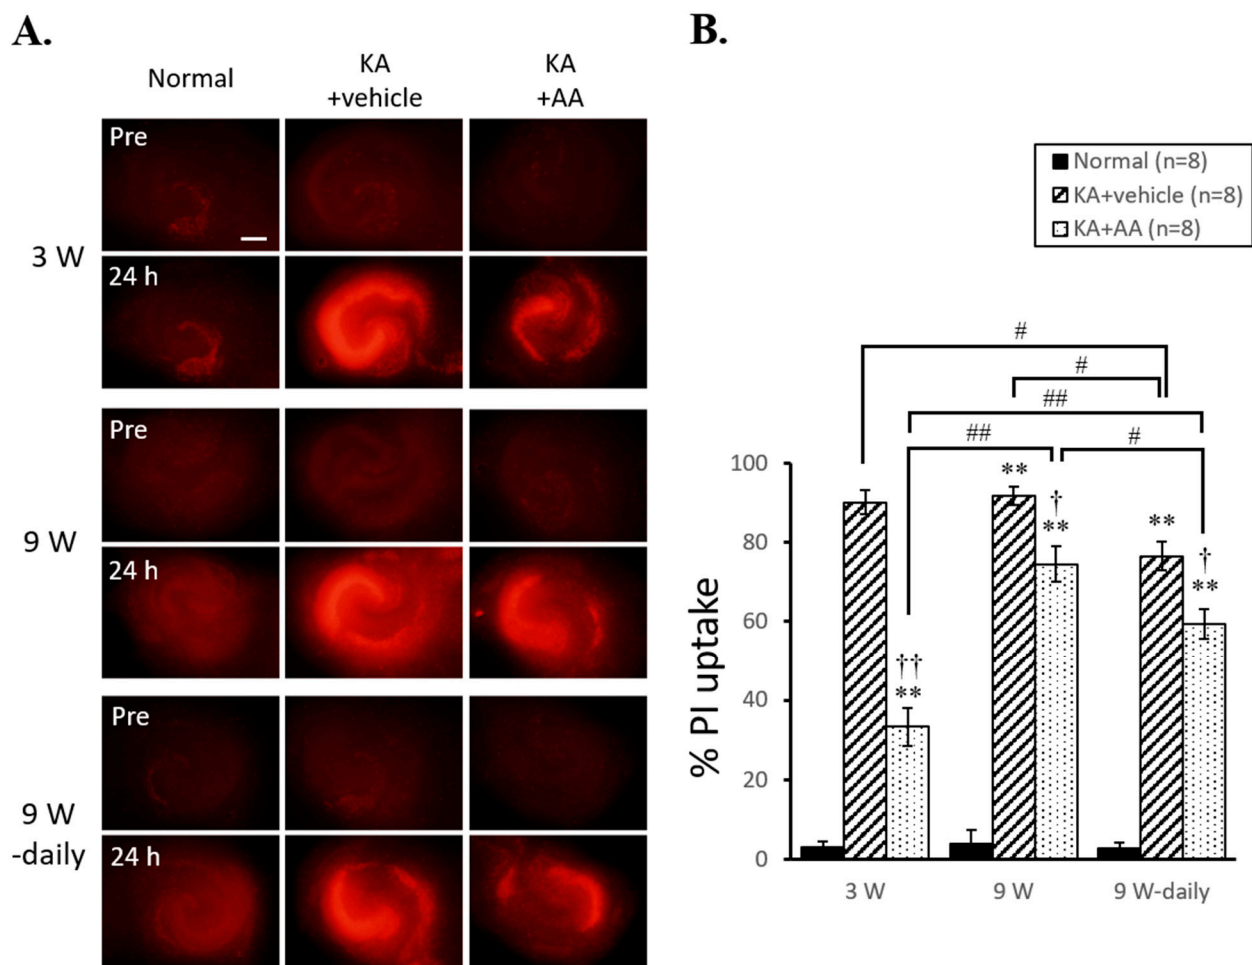 A.
Normal
KA
+vehicle
KA
+AA
3 W
Pre
24 h
9 W
Pre
24 h
9 W
-daily
Pre
24 h
B.
Normal (n=8)
KA+vehicle (n=8)
KA+AA (n=8)
#
#
##
##
#
% PI uptake
100
80
60
40
20
0
††
**
**
†
**
**
†
**
3 W
9 W
9 W-daily